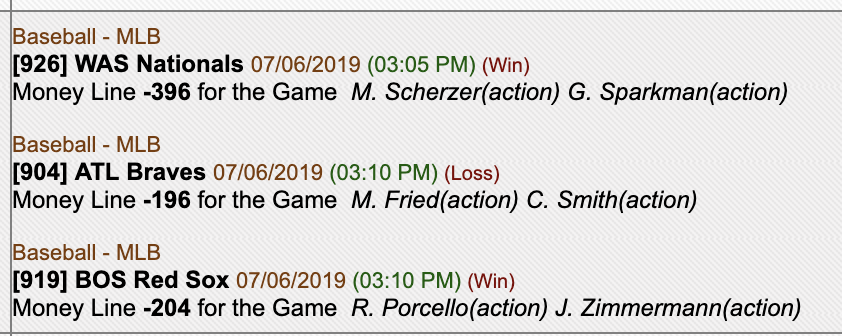 Baseball - MLB
[926] WAS Nationals 07/06/2019 (03:05 PM) (Win)
Money Line -396 for the Game M. Scherzer(action) G. Sparkman(action)
Baseball - MLB
[904] ATL Braves 07/06/2019 (03:10 PM) (Loss)
Money Line -196 for the Game M. Fried(action) C. Smith(action)
Baseball - MLB
[919] BOS Red Sox 07/06/2019 (03:10 PM) (Win)
Money Line -204 for the Game R. Porcello(action) J. Zimmermann(action)